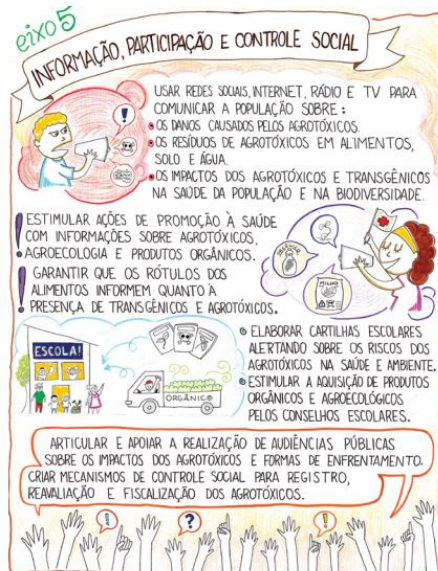 eixo 5
INFORMAÇÃO, PARTICIPAÇÃO E CONTROLE SOCIAL
USAR REDES SOCIAIS, INTERNET, RÁDIO E TV PARA
COMUNICAR A POPULAÇÃO SOBRE:
• OS DANOS CAUSADOS PELOS AGROTÓXICOS.
• OS RESÍDUOS DE AGROTÓXICOS EM ALIMENTOS,
SOLO E ÁGUA.
• OS IMPACTOS DOS AGROTÓXICOS E TRANSGÊNICOS
NA SAÚDE DA POPULAÇÃO E NA BIODIVERSIDADE.
! ESTIMULAR AÇÕES DE PROMOÇÃO À SAÚDE
COM INFORMAÇÕES SOBRE AGROTÓXICOS,
AGROECOLOGIA E PRODUTOS ORGÂNICOS.
! GARANTIR QUE OS RÓTULOS DOS
ALIMENTOS INFORMEM QUANTO À
PRESENÇA DE TRANSGÊNICOS E AGROTÓXICOS.
MILHO
ESCOLA!
ORGÂNICO
• ELABORAR CARTILHAS ESCOLARES
ALERTANDO SOBRE OS RISCOS DOS
AGROTÓXICOS NA SAÚDE E AMBIENTE.
• ESTIMULAR A AQUISIÇÃO DE PRODUTOS
ORGÂNICOS E AGROECOLÓGICOS
PELOS CONSELHOS ESCOLARES.
ARTICULAR E APOIAR A REALIZAÇÃO DE AUDIÊNCIAS PÚBLICAS
SOBRE OS IMPACTOS DOS AGROTÓXICOS E FORMAS DE ENFRENTAMENTO.
CRIAR MECANISMOS DE CONTROLE SOCIAL PARA REGISTRO,
REAVALIAÇÃO E FISCALIZAÇÃO DOS AGROTÓXICOS.
! ? !